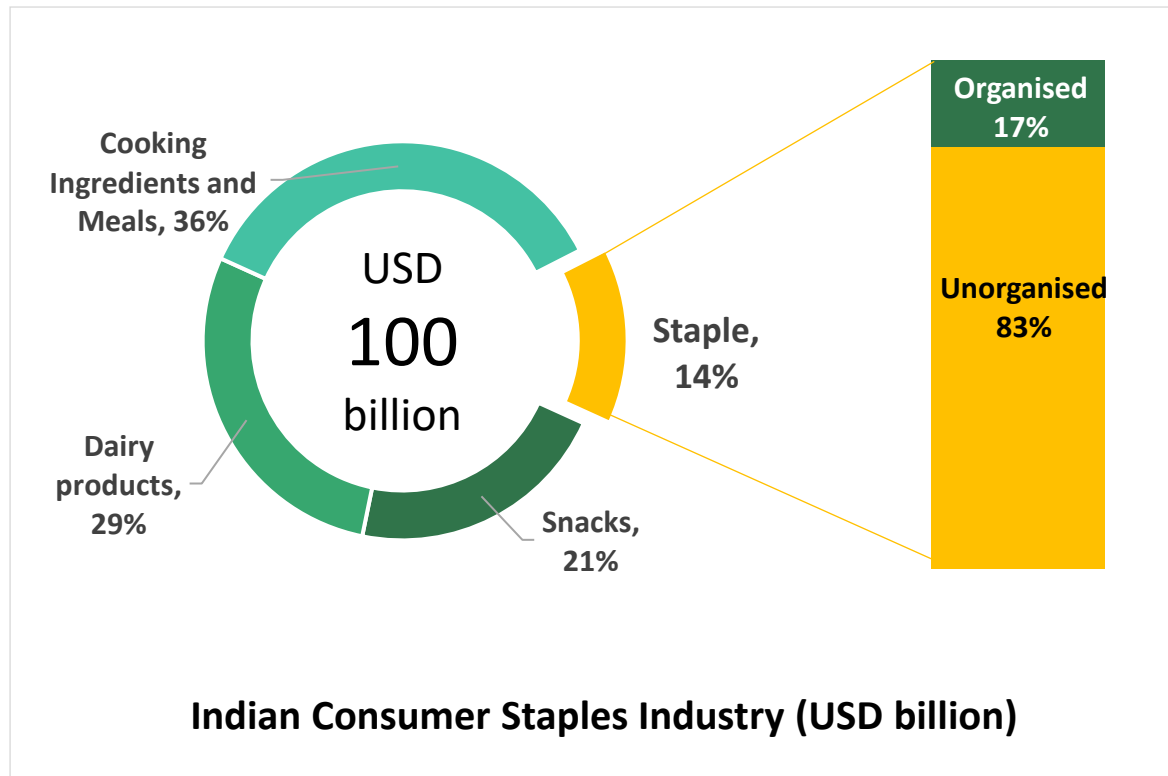 Organised
17%
Cooking
Ingredients and
Meals, 36%
USD
100
billion
Unorganised
83%
Staple,
14%
Dairy
products,
29%
Snacks,
21%
Indian Consumer Staples Industry (USD billion)